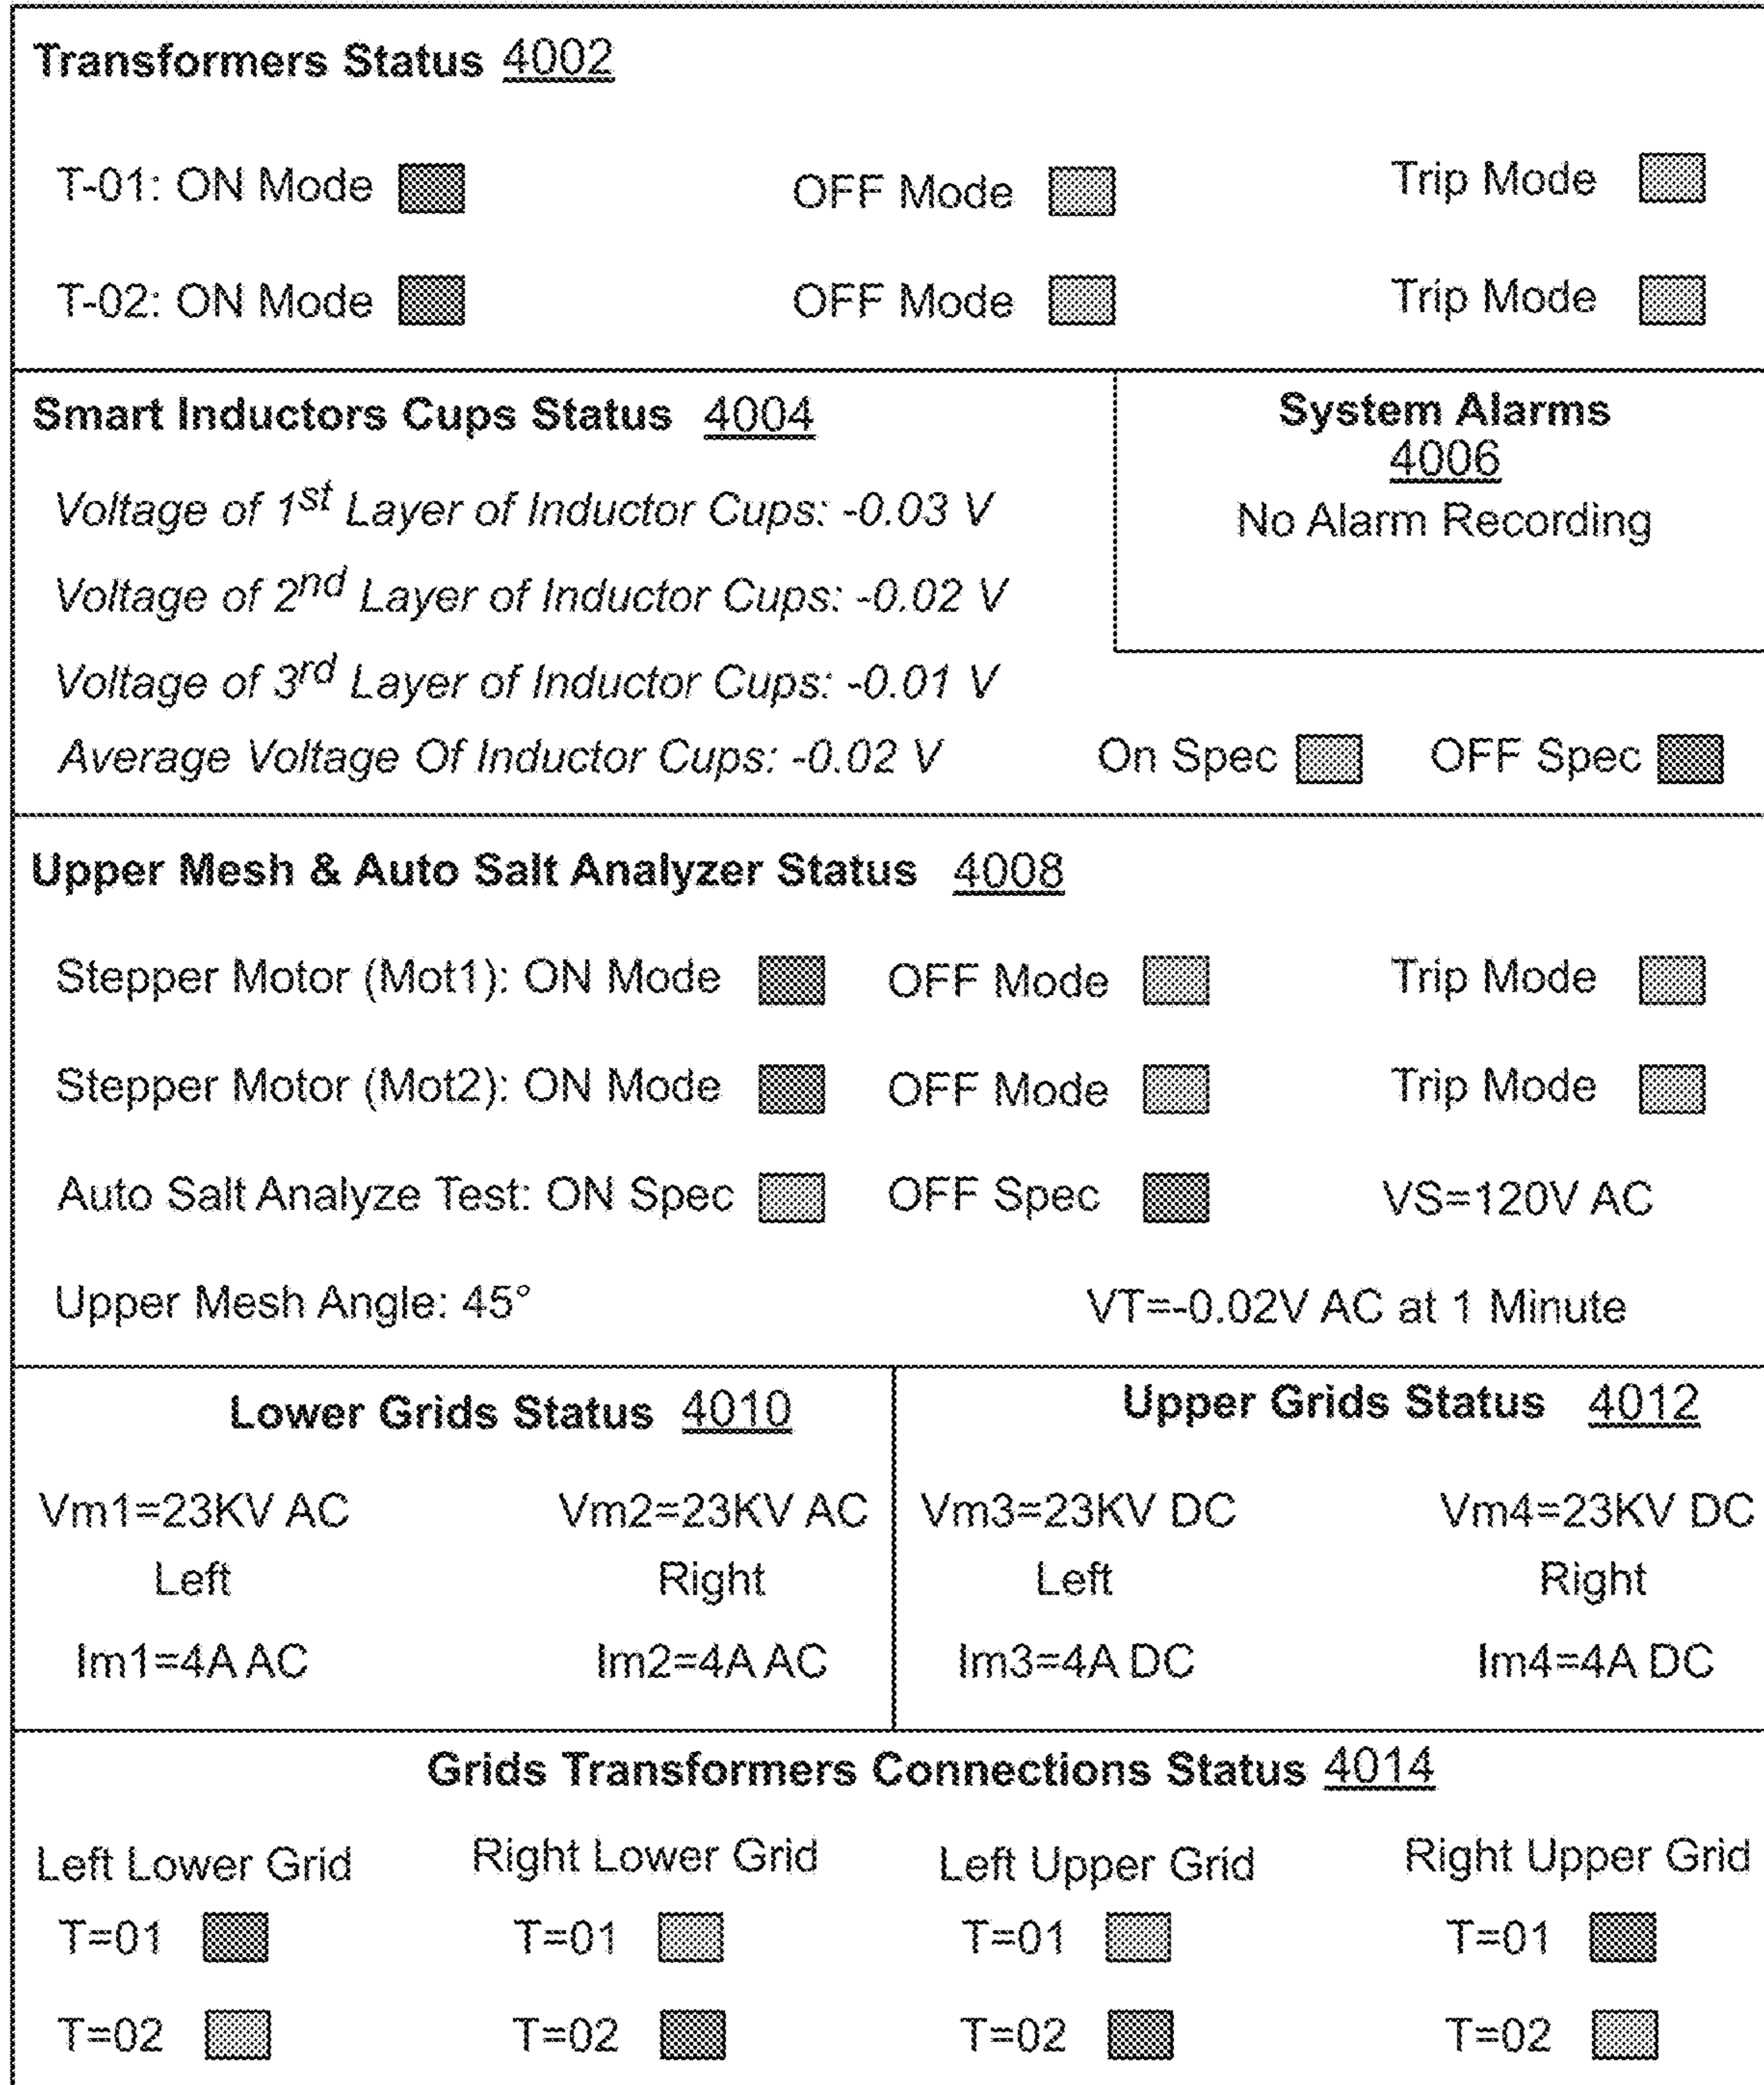 Transformers Status 4002
T-01: ON Mode OFF Mode Trip Mode
T-02: ON Mode OFF Mode Trip Mode
Smart Inductors Cups Status 4004
System Alarms
4006
No Alarm Recording
Voltage of 1st Layer of Inductor Cups: -0.03 V
Voltage of 2nd Layer of Inductor Cups: -0.02 V
Voltage of 3rd Layer of Inductor Cups: -0.01 V
Average Voltage Of Inductor Cups: -0.02 V On Spec OFF Spec
Upper Mesh & Auto Salt Analyzer Status 4008
Stepper Motor (Mot1): ON Mode OFF Mode Trip Mode
Stepper Motor (Mot2): ON Mode OFF Mode Trip Mode
Auto Salt Analyze Test: ON Spec OFF Spec VS=120V AC
Upper Mesh Angle: 45° VT=-0.02V AC at 1 Minute
Lower Grids Status 4010
Vm1=23KV AC Vm2=23KV AC
Left Right
Im1=4A AC Im2=4A AC
Upper Grids Status 4012
Vm3=23KV DC Vm4=23KV DC
Left Right
Im3=4A DC Im4=4A DC
Grids Transformers Connections Status 4014
Left Lower Grid Right Lower Grid Left Upper Grid Right Upper Grid
T=01 T=01 T=01 T=01
T=02 T=02 T=02 T=02